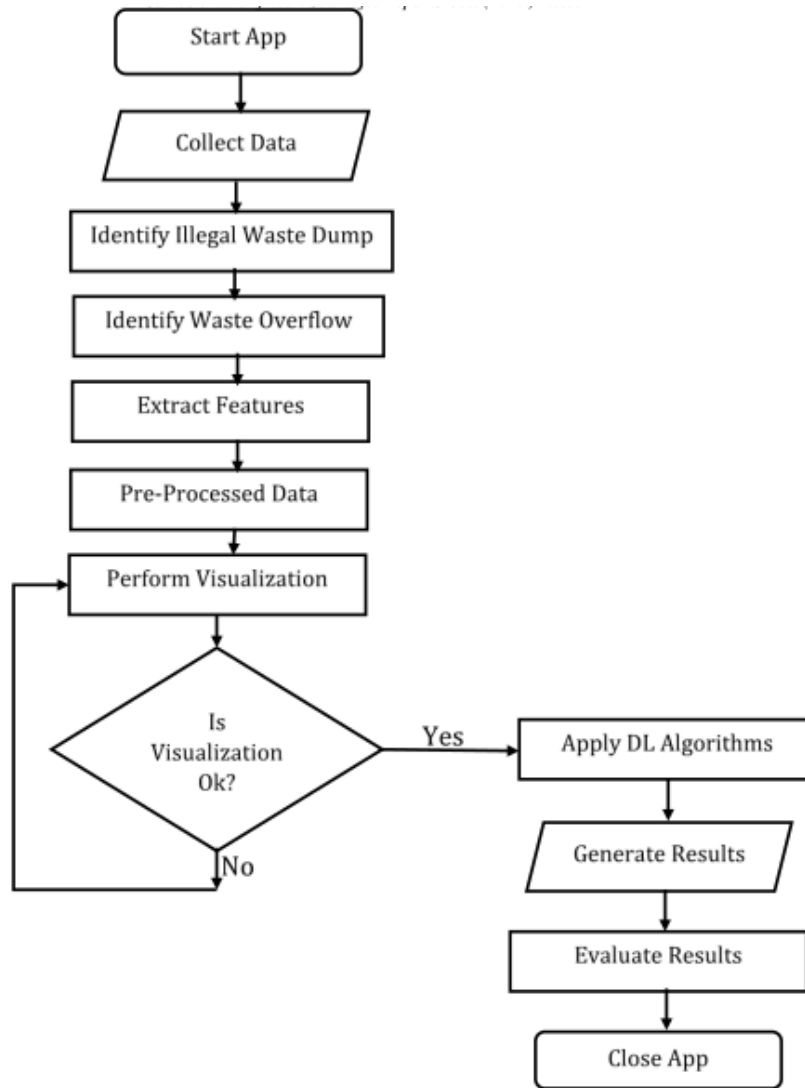 Start App
Collect Data
Identify Illegal Waste Dump
Identify Waste Overflow
Extract Features
Pre-Processed Data
Perform Visualization
Is
Visualization
Ok?
Yes
No
Apply DL Algorithms
Generate Results
Evaluate Results
Close App